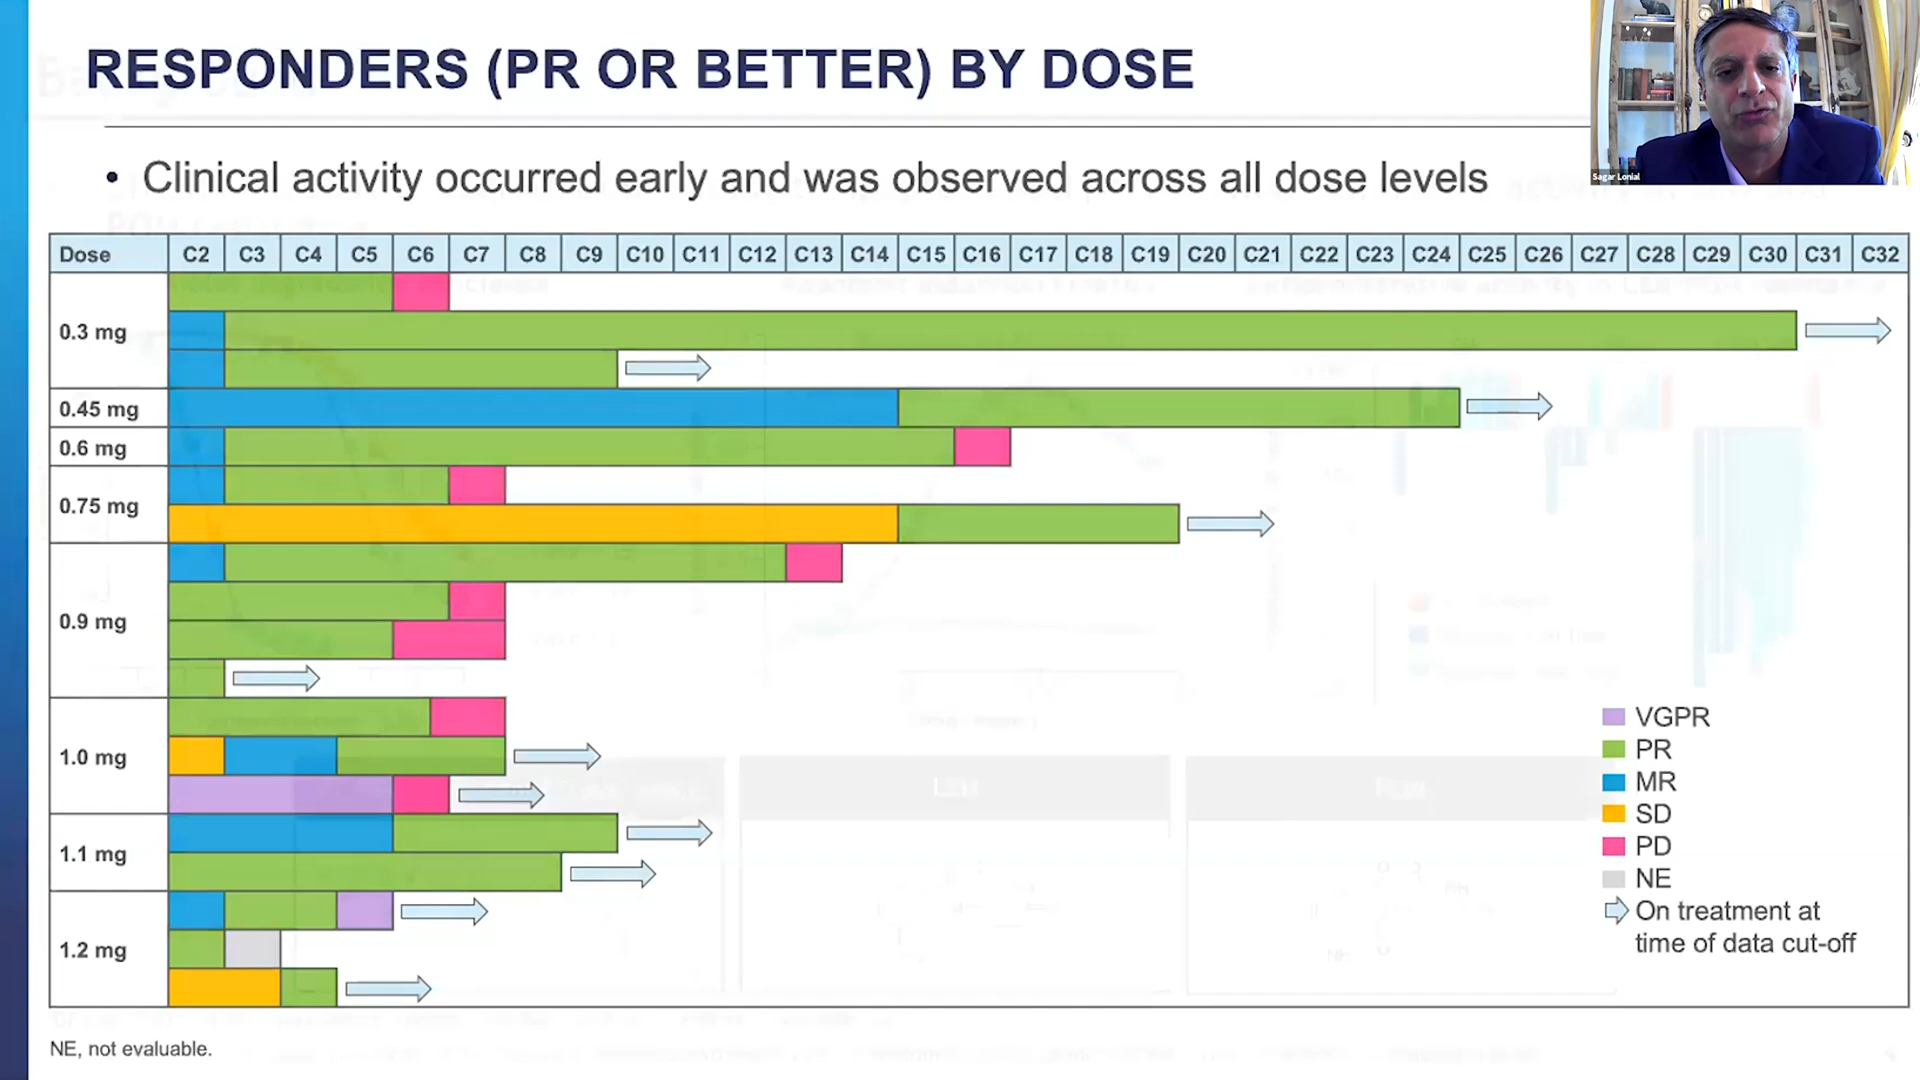 RESPONDERS (PR OR BETTER) BY DOSE
Sagar Lonial
• Clinical activity occurred early and was observed across all dose levels
Dose C2 C3 C4 C5 C6 C7 C8 C9 C10 C11 C12 C13 C14 C15 C16 C17 C18 C19 C20 C21 C22 C23 C24 C25 C26 C27 C28 C29 C30 C31 C32
0.3 mg
0.45 mg
0.6 mg
0.75 mg
0.9 mg
1.0 mg
1.1 mg
1.2 mg
VGPR
PR
MR
SD
PD
NE
On treatment at
time of data cut-off
NE, not evaluable.